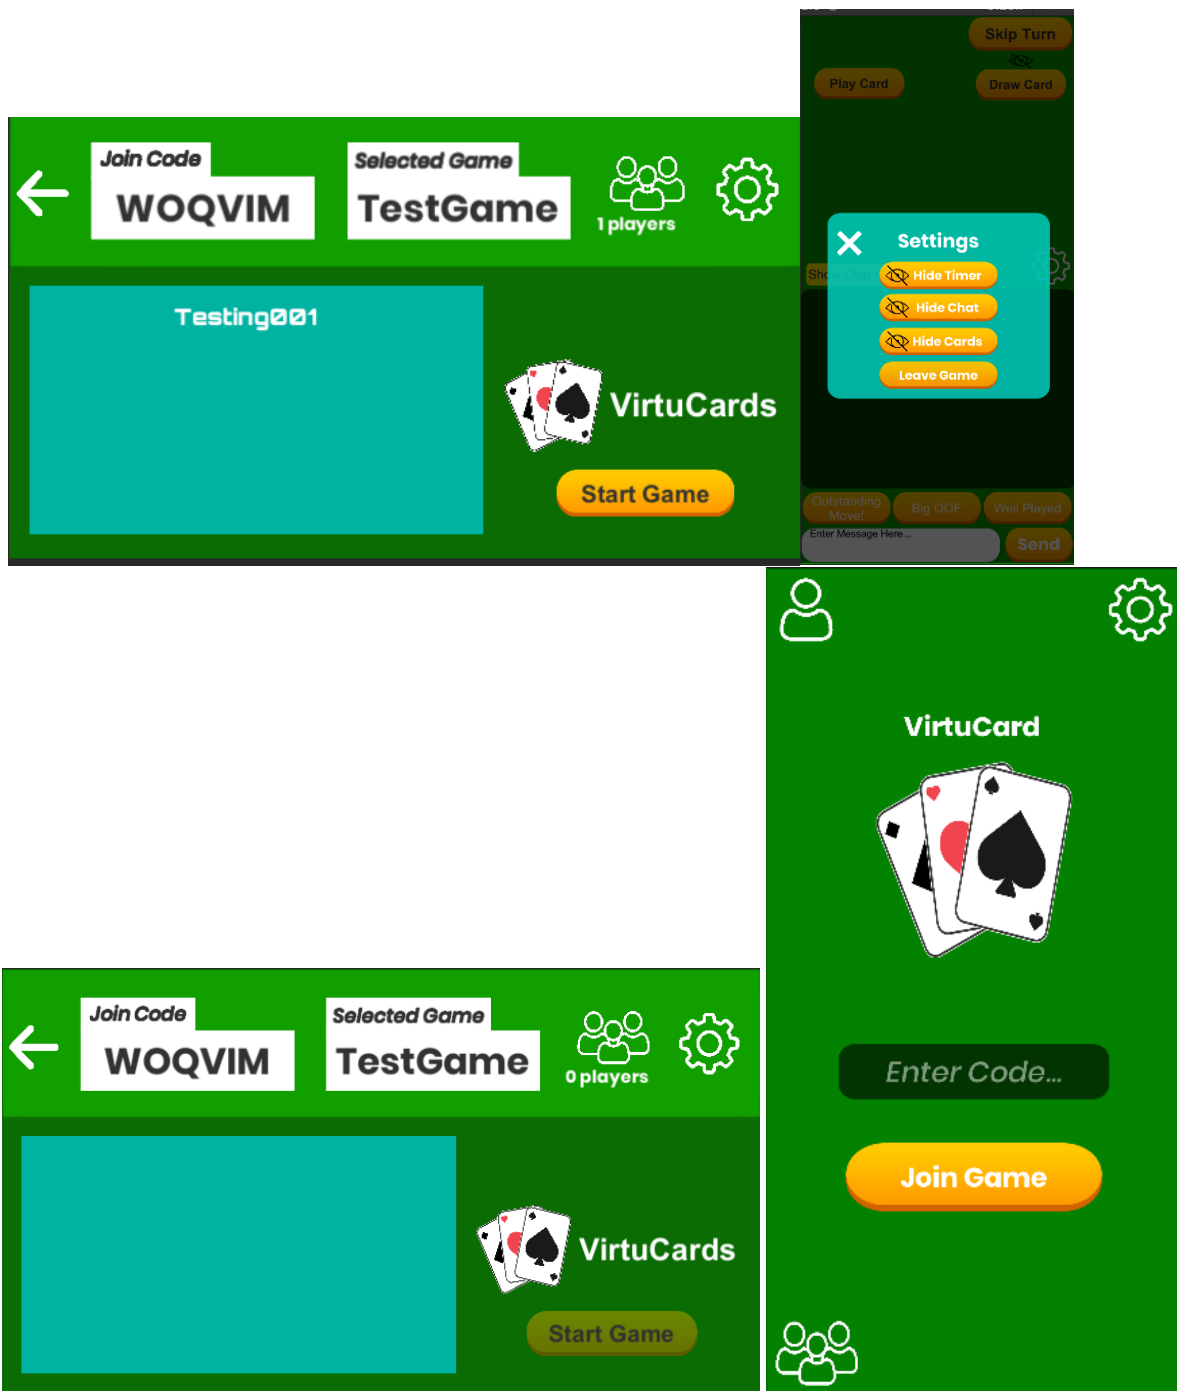 Join Code
WOQVIM
Selected Game
TestGame
1 players
Testing001
VirtuCards
Start Game
Skip Turn
Play Card
Draw Card
Settings
Hide Timer
Hide Chat
Hide Cards
Leave Game
Outstanding
Move!
Big OOF
Well Played
Enter Message Here...
Send
Join Code
WOQVIM
Selected Game
TestGame
0 players
VirtuCards
Start Game
VirtuCard
Enter Code...
Join Game